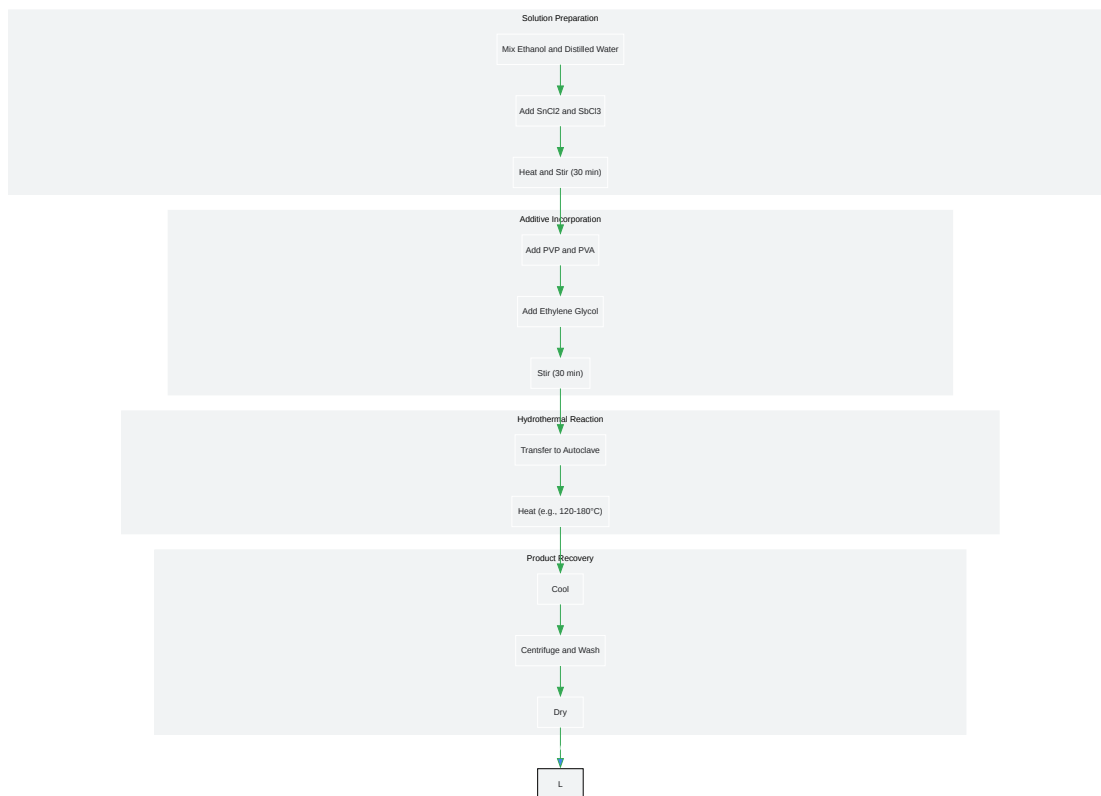 Solution Preparation
Mix Ethanol and Distilled Water
Add SnCl2 and SbCl3
Heat and Stir (30 min)
Additive Incorporation
Add PVP and PVA
Add Ethylene Glycol
Stir (30 min)
Hydrothermal Reaction
Transfer to Autoclave
Heat (e.g., 120-180°C)
Product Recovery
Cool
Centrifuge and Wash
Dry
L